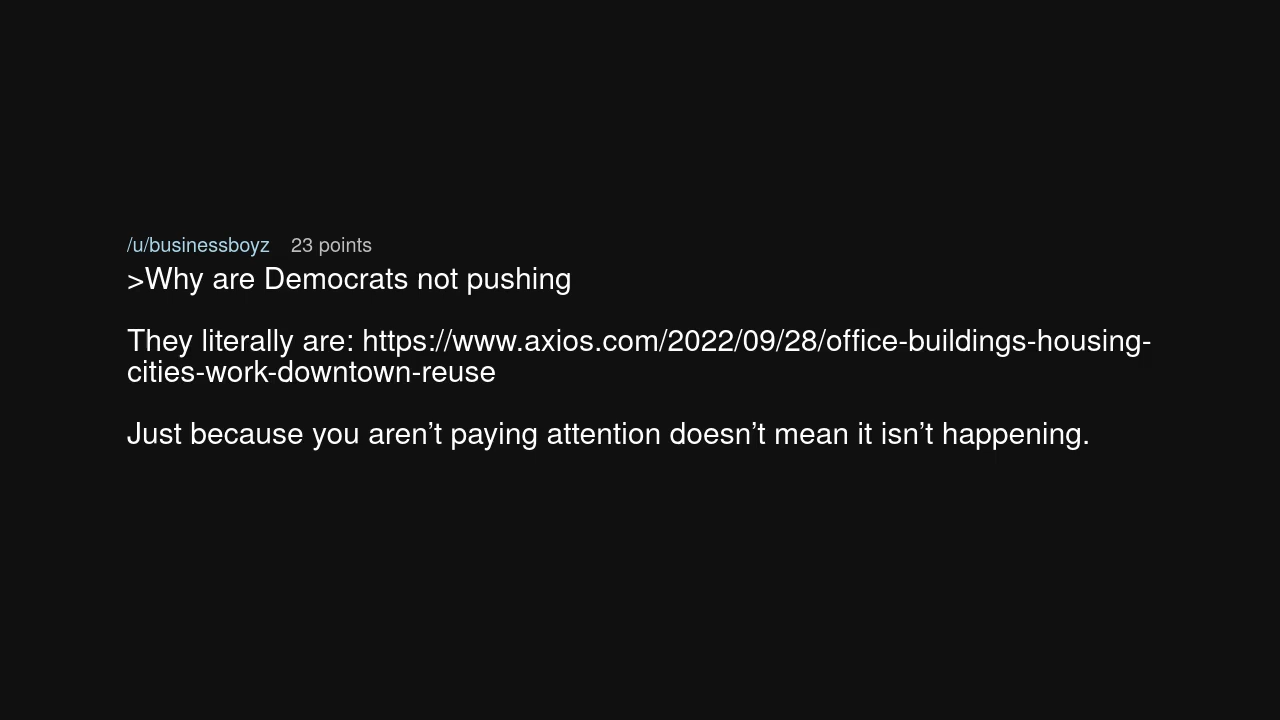 /u/businessboyz 23 points
>Why are Democrats not pushing
They literally are: https://www.axios.com/2022/09/28/office-buildings-housing-
cities-work-downtown-reuse
Just because you aren’t paying attention doesn’t mean it isn’t happening.